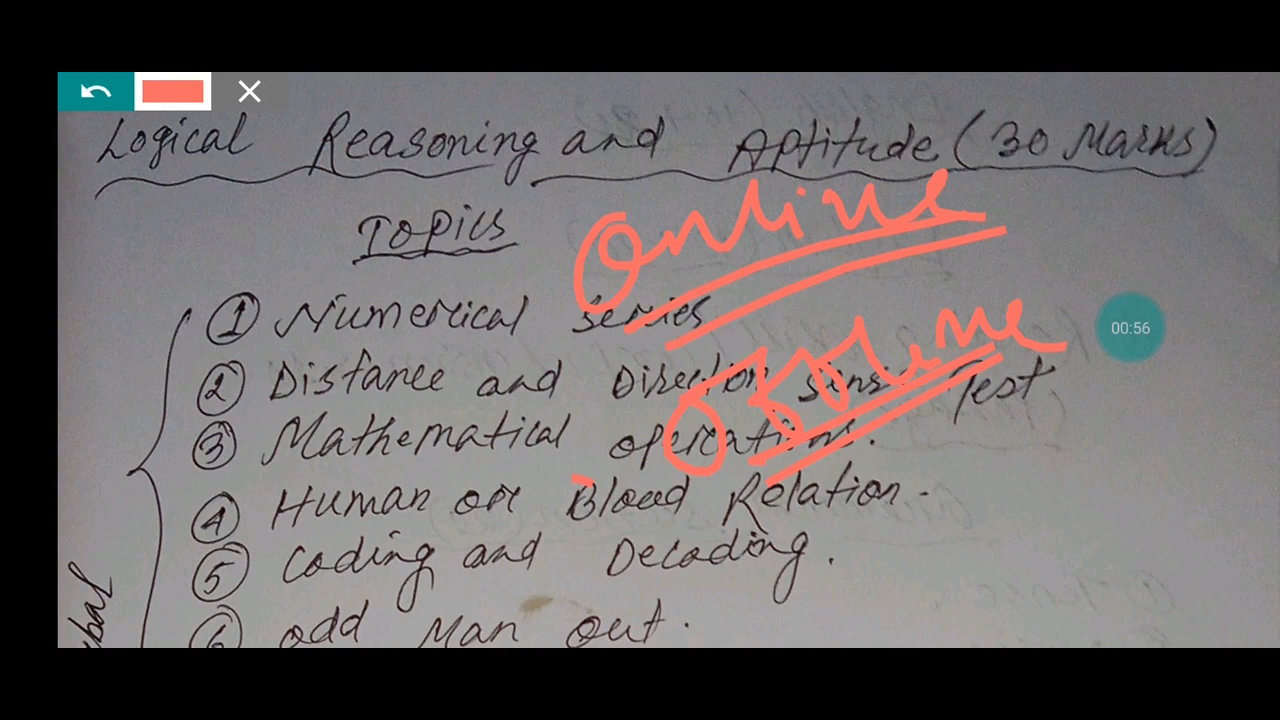 Logical Reasoning and Aptitude (30 Marks)
Topics
Online
① Numerical series
Offline
② Distance and Direction sense Test
③ Mathematical operations.
④ Human or Blood Relation.
⑤ Coding and Decoding.
⑥ Odd Man Out.
00:56